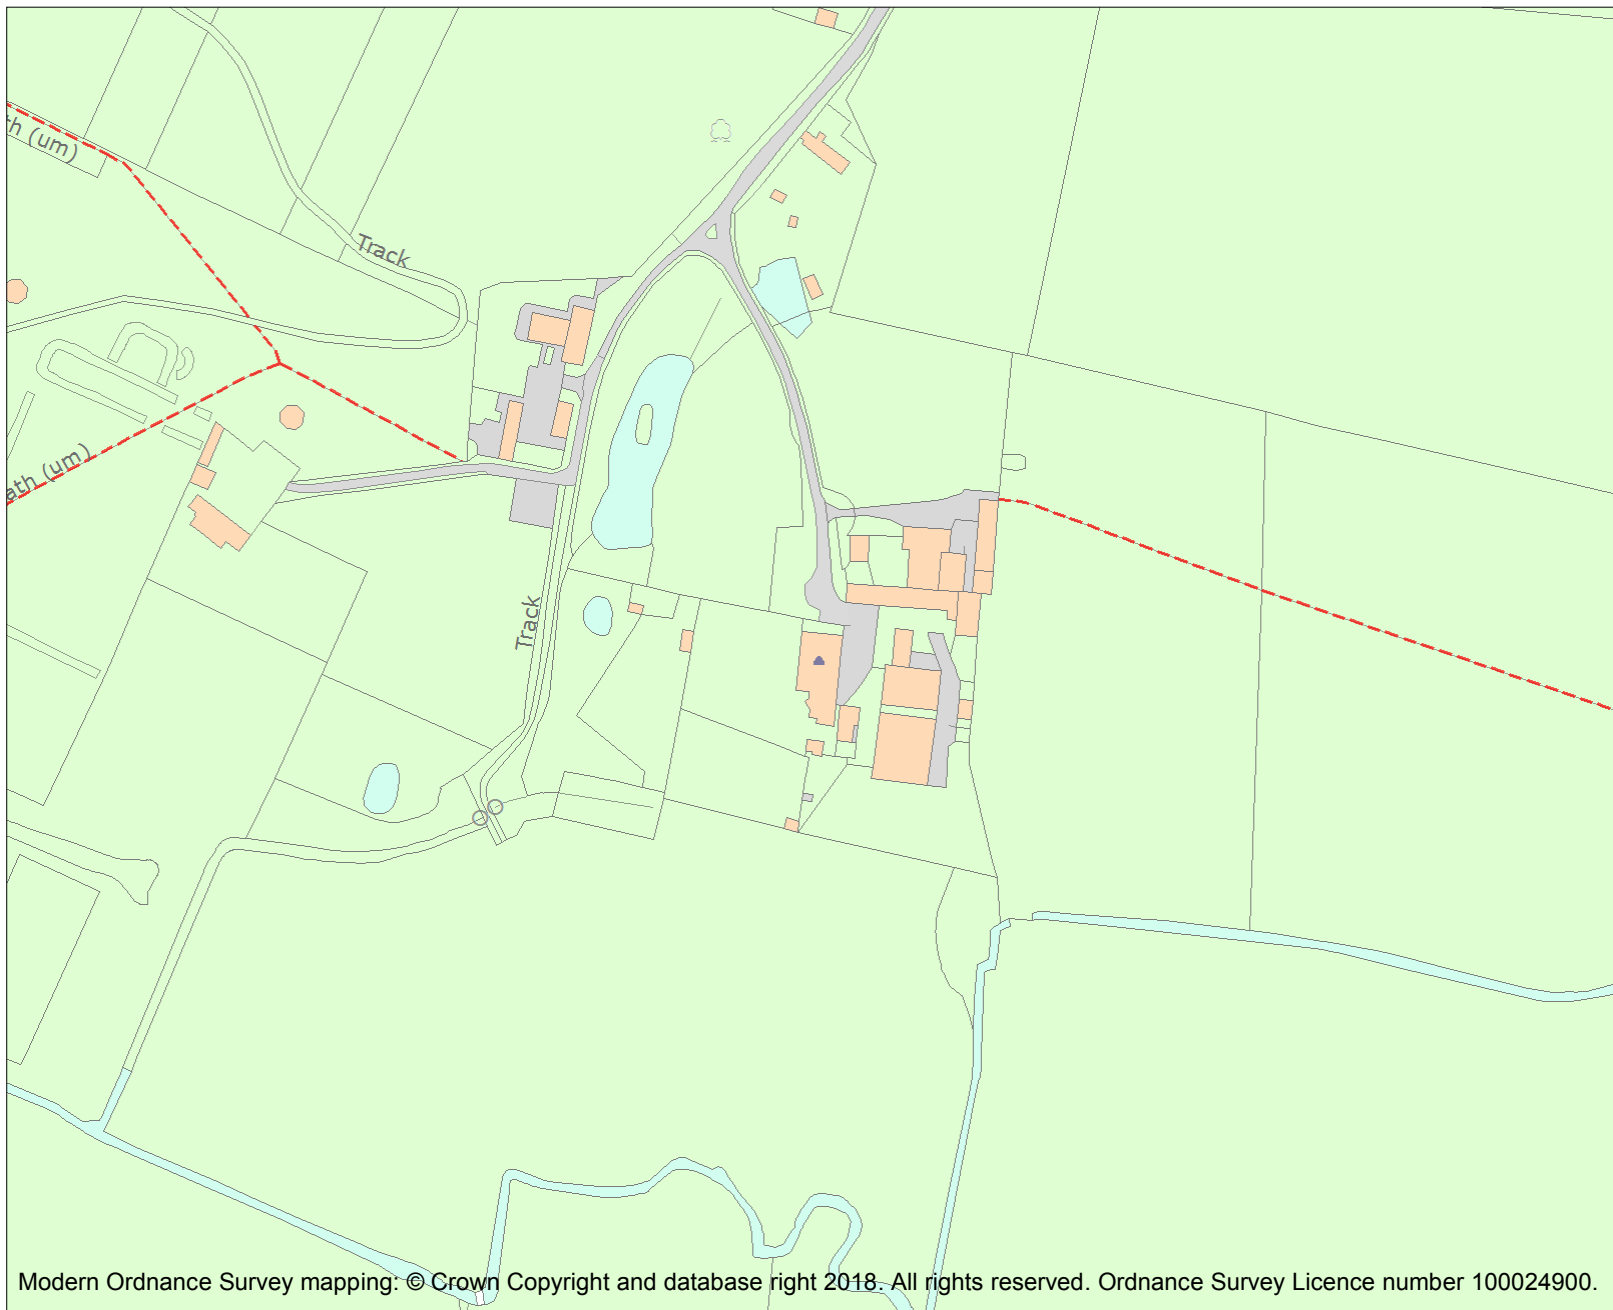 th (um)
Track
ath (um)
Track
Modern Ordnance Survey mapping: © Crown Copyright and database right 2018. All rights reserved. Ordnance Survey Licence number 100024900.